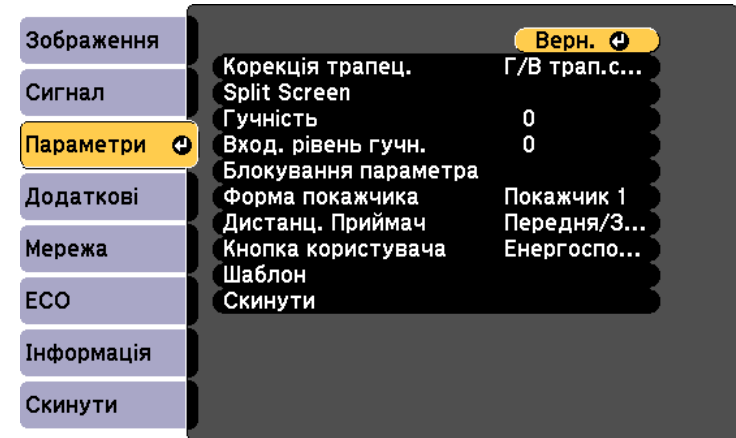 Зображення
Сигнал
Параметри
Додаткові
Мережа
ECO
Інформація
Скинути
Верн.
Корекція трапец. Г/В трап.с...
Split Screen
Гучність 0
Вход. рівень гучн. 0
Блокування параметра
Форма покажчика Покажчик 1
Дистанц. Приймач Передня/З...
Кнопка користувача Енергоспо...
Шаблон
Скинути